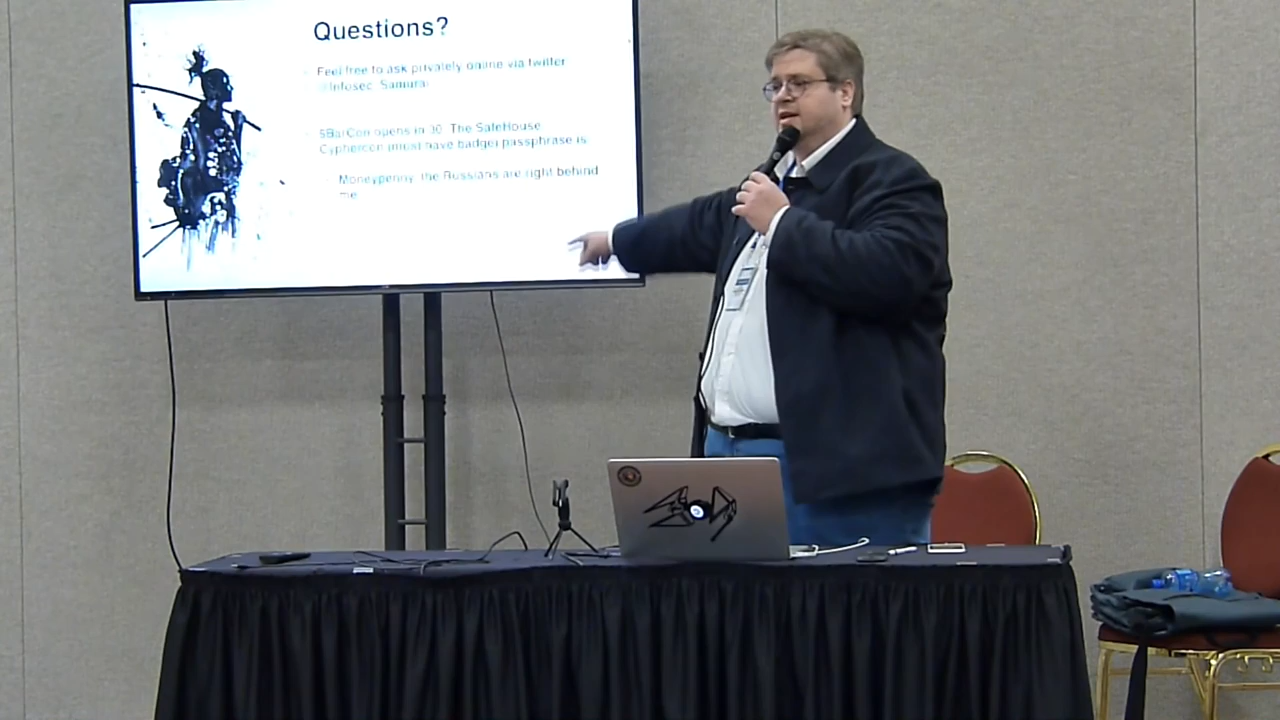 Questions?
Feel free to ask privately online via twitter
@Infosec_Samurai
$BarCon opens in 30. The SafeHouse
Cyphercon (must have badge) passphrase is
Moneypenny, the Russians are right behind
me.